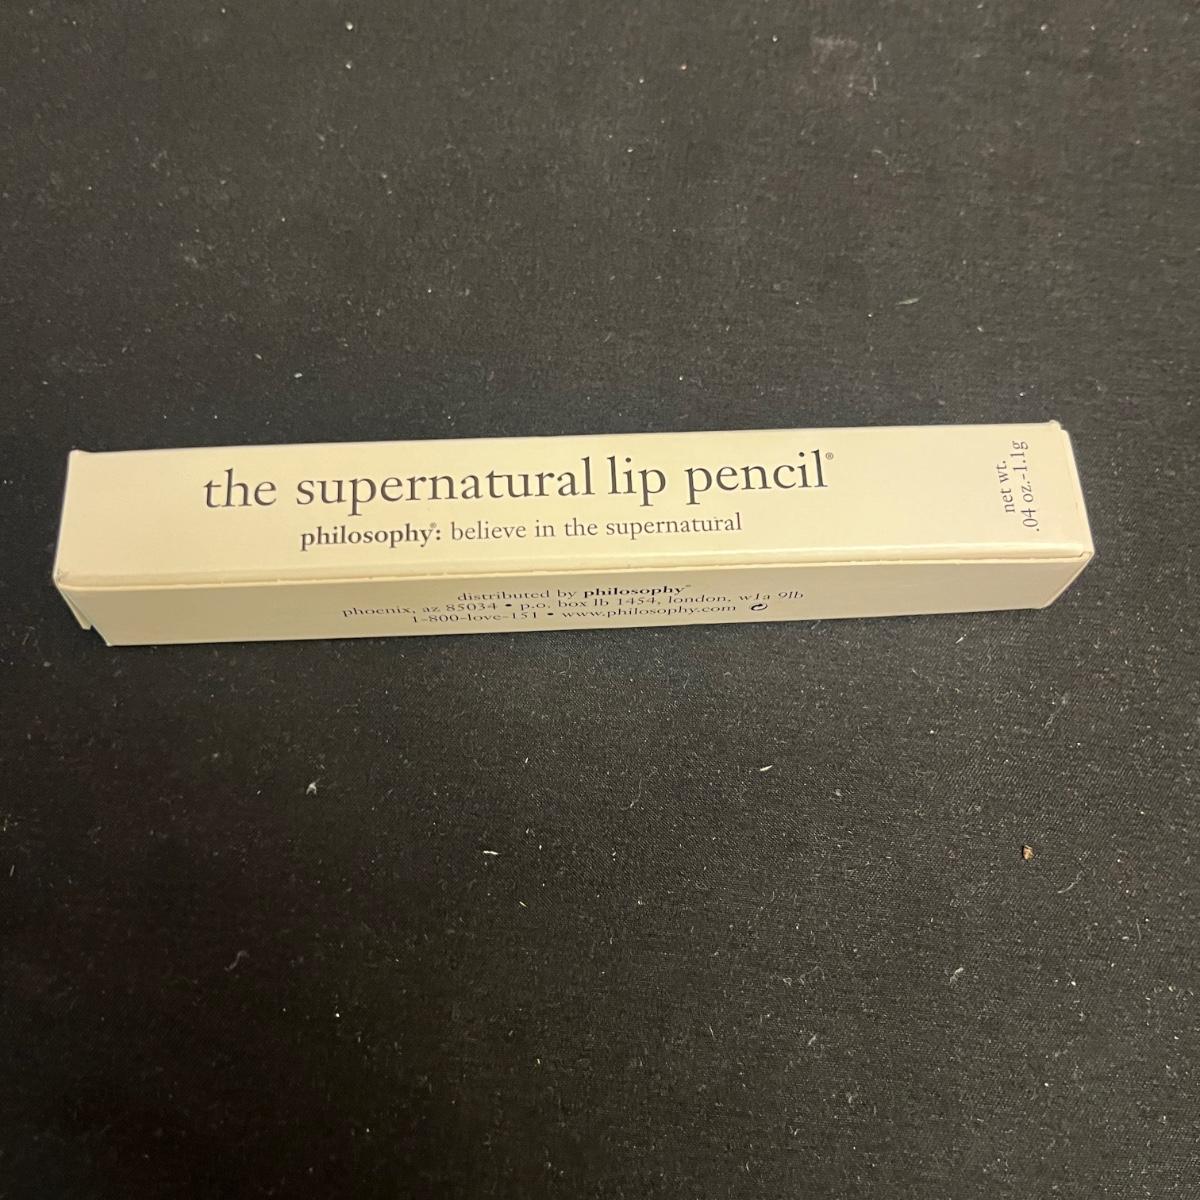 the supernatural lip pencil®
philosophy®: believe in the supernatural
net wt.
.04 oz.-1.1g
distributed by philosophy®
phoenix, az 85034 • p.o. box lb 1454, london, w1a 9lb
1-800-love-151 • www.philosophy.com